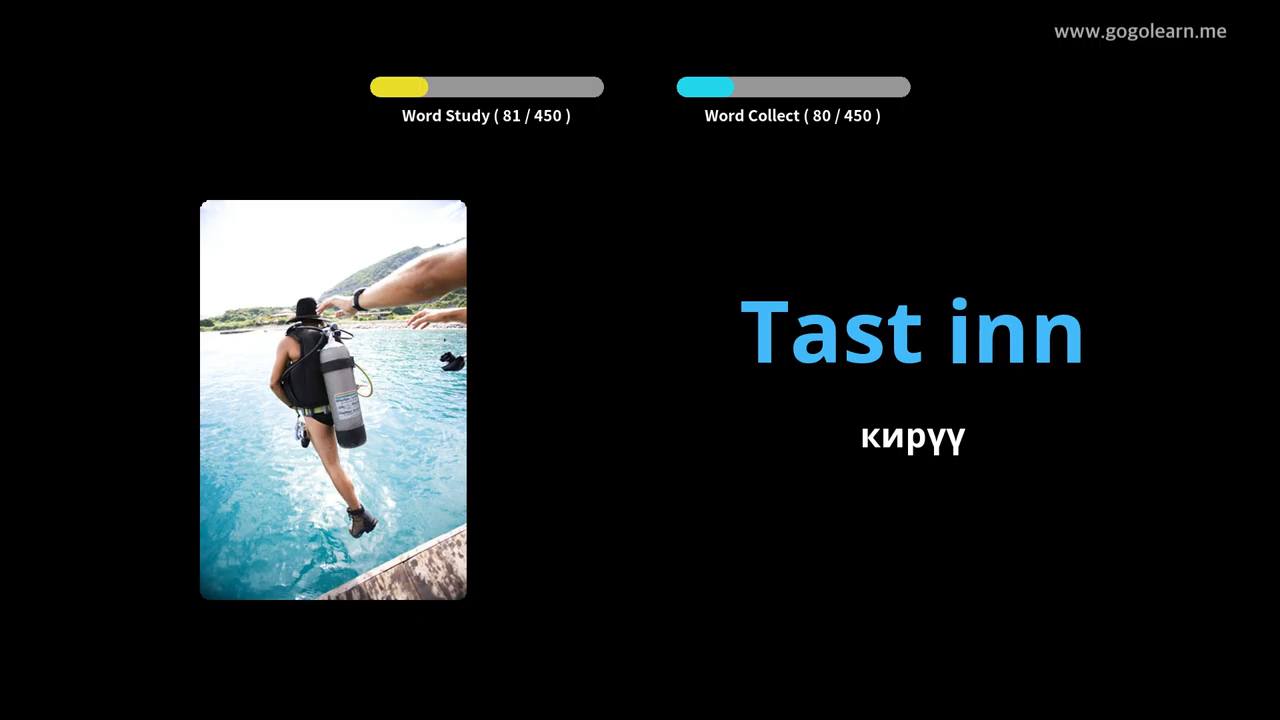 www.gogolearn.me
Word Study ( 81 / 450 )
Word Collect ( 80 / 450 )
Tast inn
кирүү